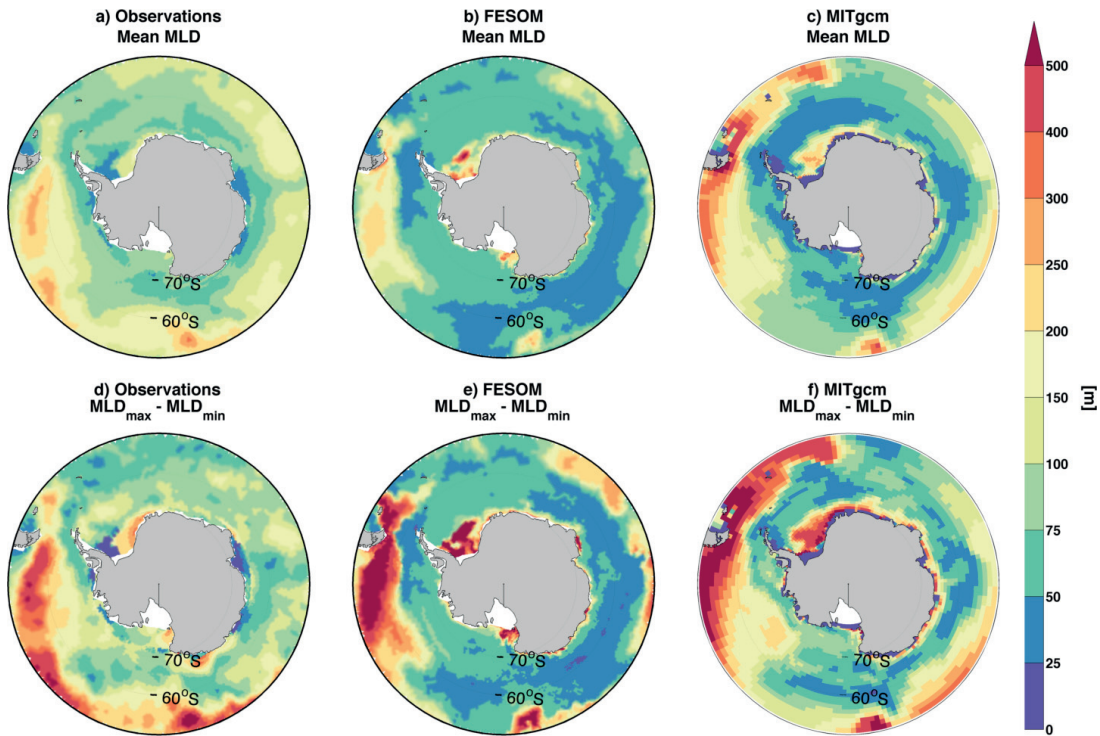 a) Observations
Mean MLD
b) FESOM
Mean MLD
c) MITgcm
Mean MLD
70°S
60°S
70°S
60°S
70°S
60°S
d) Observations
MLDmax - MLDmin
e) FESOM
MLDmax - MLDmin
f) MITgcm
MLDmax - MLDmin
70°S
60°S
70°S
60°S
70°S
60°S
500
400
300
250
200
150
100
75
50
25
0
[m]